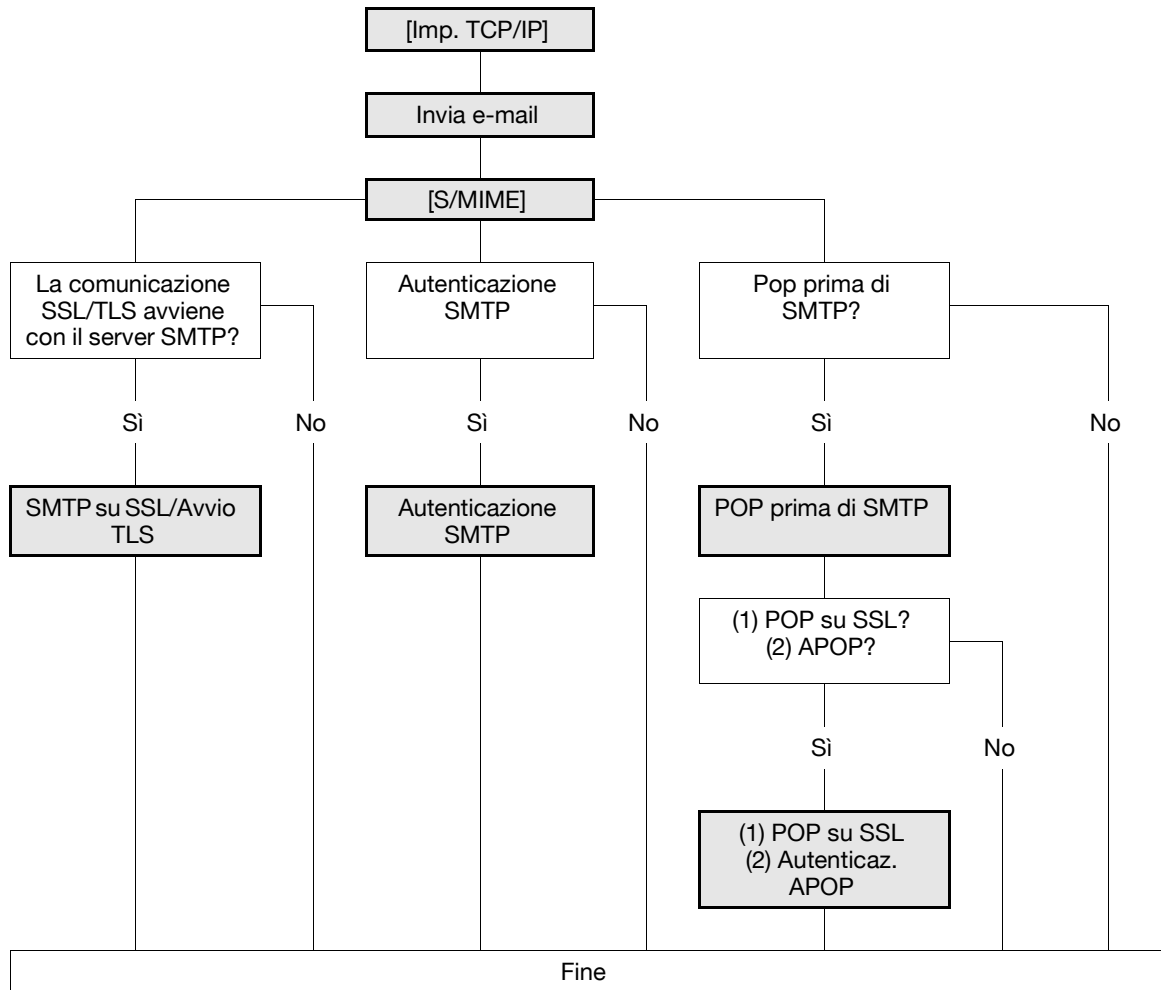 [Imp. TCP/IP]
Invia e-mail
[S/MIME]
La comunicazione
SSL/TLS avviene
con il server SMTP?
Autenticazione
SMTP
Pop prima di
SMTP?
Sì
No
Sì
No
Sì
No
SMTP su SSL/Avvio
TLS
Autenticazione
SMTP
POP prima di SMTP
(1) POP su SSL?
(2) APOP?
Sì
No
(1) POP su SSL
(2) Autenticaz.
APOP
Fine